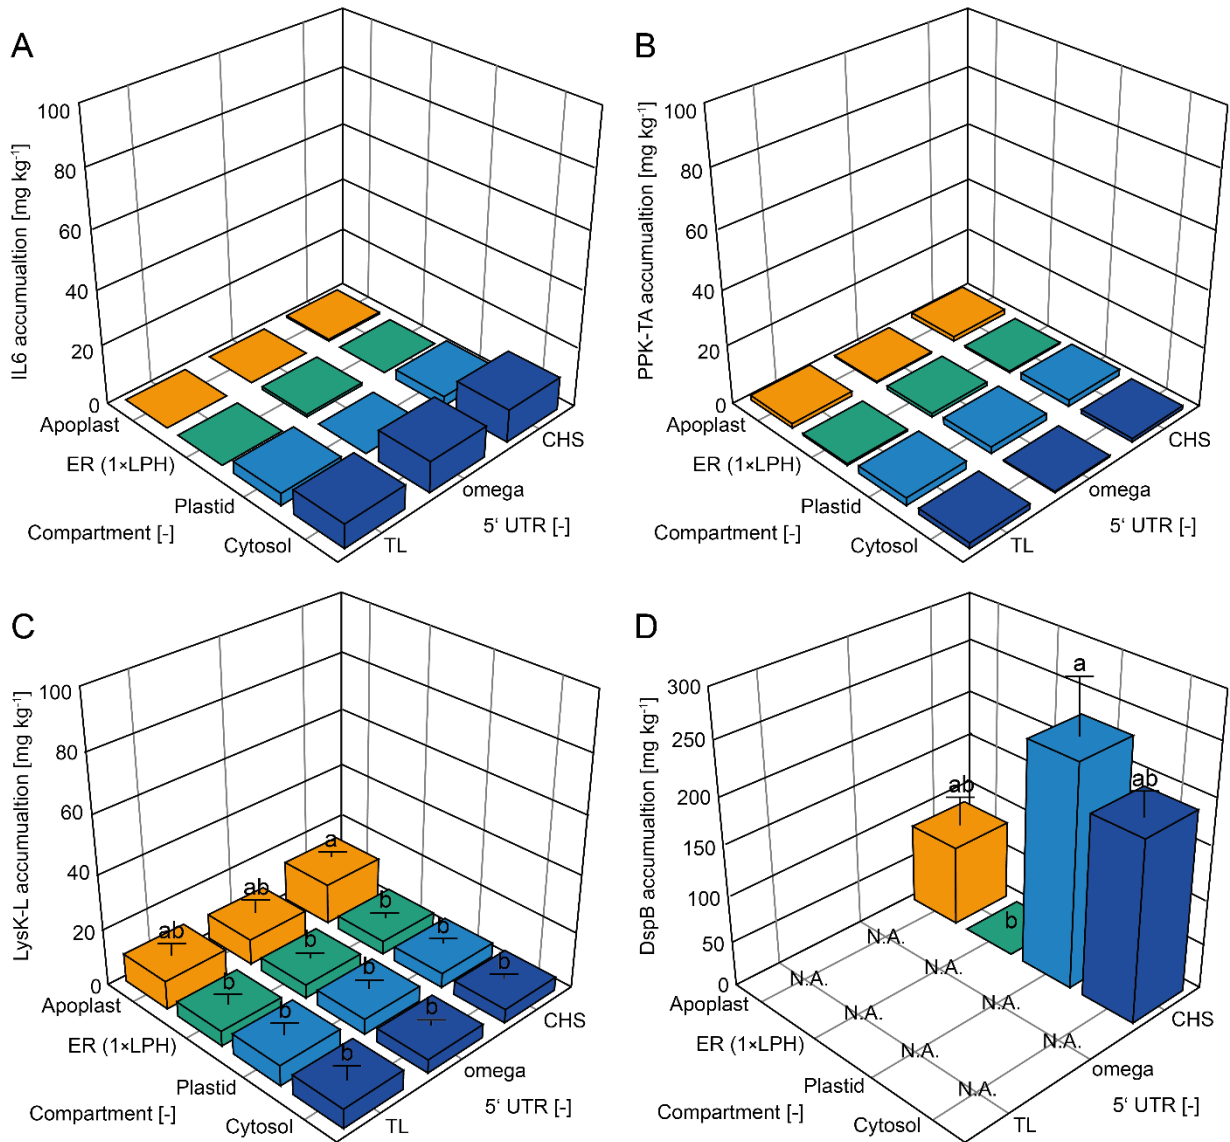 A
IL6 accumualtion [mg kg⁻¹]
100
80
60
40
20
0
Apoplast
ER (1×LPH)
Plastid
Cytosol
Compartment [-]
TL
omega
CHS
5‘ UTR [-]
B
PPK-TA accumualtion [mg kg⁻¹]
100
80
60
40
20
0
Apoplast
ER (1×LPH)
Plastid
Cytosol
Compartment [-]
TL
omega
CHS
5‘ UTR [-]
C
LysK-L accumualtion [mg kg⁻¹]
100
80
60
40
20
0
a
ab
ab
b
b
b
b
b
b
b
b
b
Apoplast
ER (1×LPH)
Plastid
Cytosol
Compartment [-]
TL
omega
CHS
5‘ UTR [-]
D
DspB accumualtion [mg kg⁻¹]
300
250
200
150
100
50
0
a
ab
ab
b
N.A.
N.A.
N.A.
N.A.
N.A.
N.A.
N.A.
N.A.
Apoplast
ER (1×LPH)
Plastid
Cytosol
Compartment [-]
TL
omega
CHS
5‘ UTR [-]